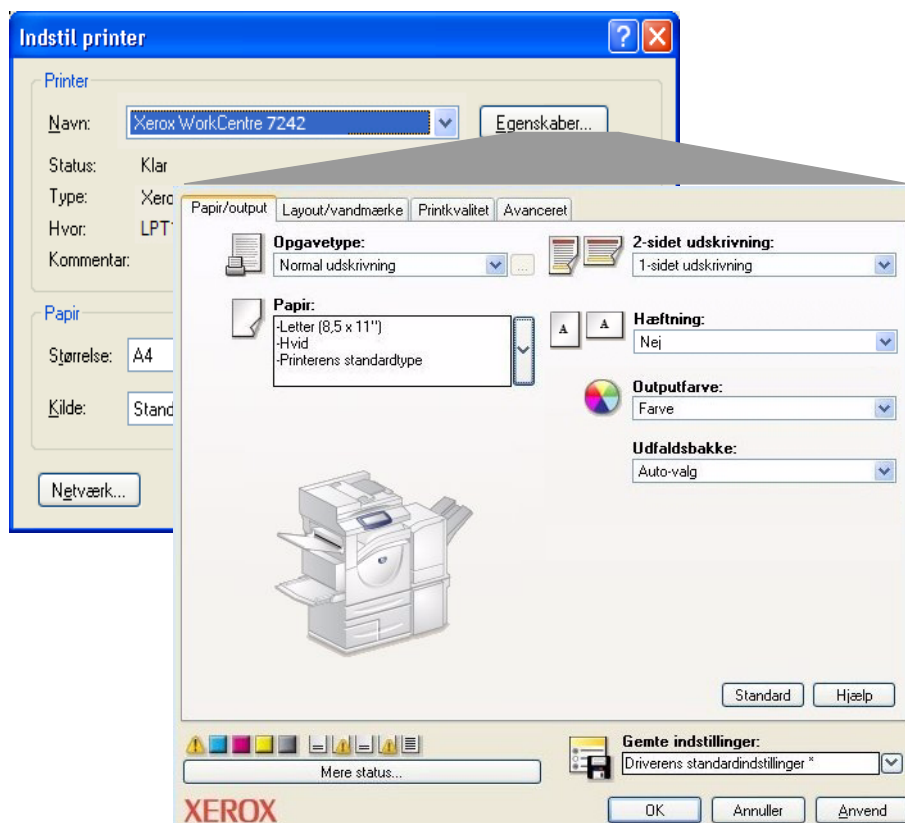 Indstil printer
Printer
Navn: Xerox WorkCentre 7242 Egenskaber...
Status: Klar
Type:
Hvor:
Kommentar:
Papir
Størrelse: A4
Kilde:
Netværk...
Papir/output Layout/vandmærke Printkvalitet Avanceret
Opgavetype:
Normal udskrivning ...
Papir:
-Letter (8,5 x 11'')
-Hvid
-Printerens standardtype
2-sidet udskrivning:
1-sidet udskrivning
A A
Hæftning:
Nej
Outputfarve:
Farve
Udfaldsbakke:
Auto-valg
Standard Hjælp
Mere status...
Gemte indstillinger:
Driverens standardindstillinger *
XEROX
OK Annuller Anvend